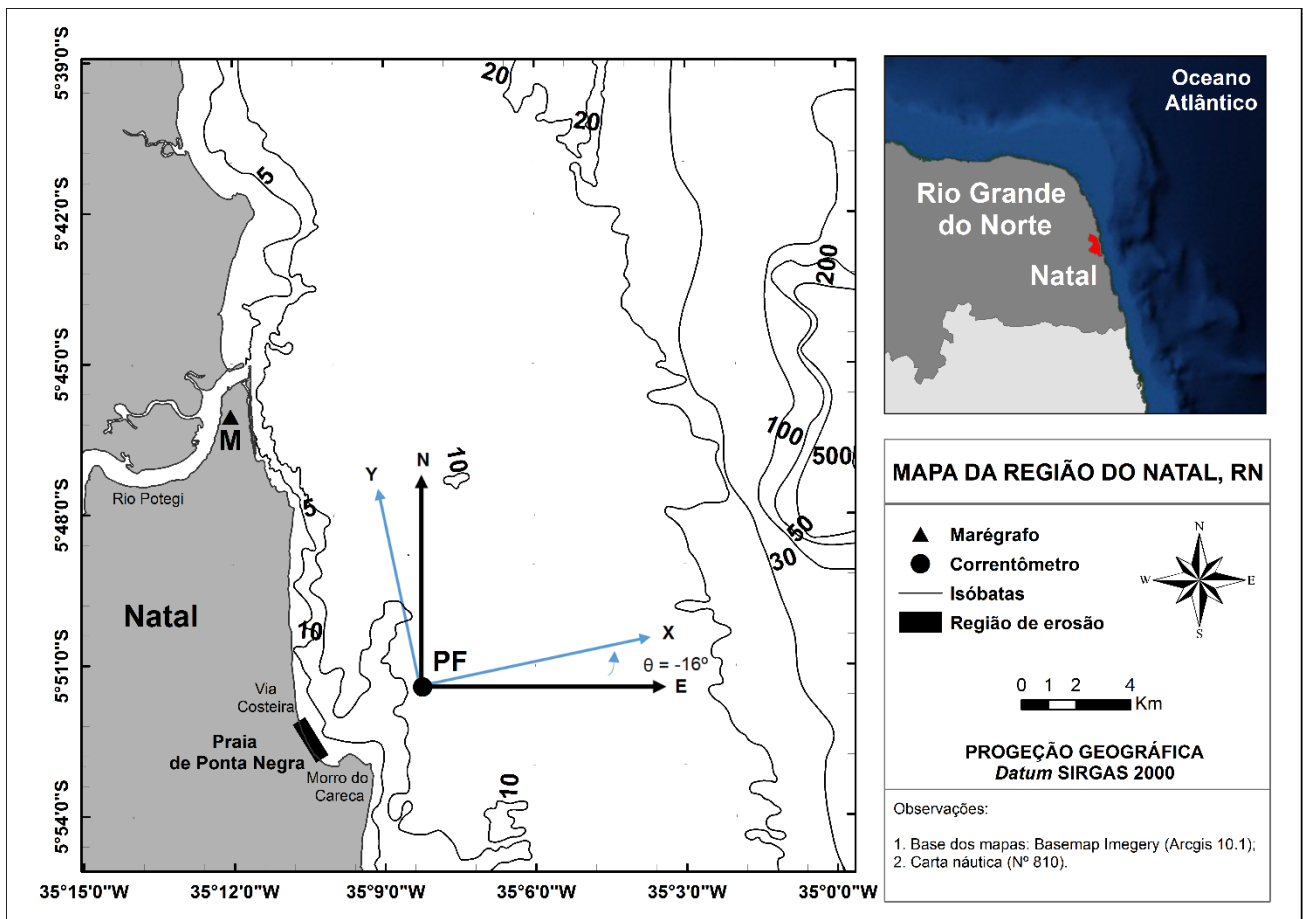 5°39'0"S
5°42'0"S
5°45'0"S
5°48'0"S
5°51'0"S
5°54'0"S
35°15'0"W
35°12'0"W
35°9'0"W
35°6'0"W
35°3'0"W
35°0'0"W
20
20
5
200
100
500
50
30
10
5
10
10
M
Rio Potegi
Natal
Y
N
X
E
PF
θ = -16º
Via
Costeira
Praia
de Ponta Negra
Morro do
Careca
Oceano
Atlântico
Rio Grande
do Norte
Natal
MAPA DA REGIÃO DO NATAL, RN
Marégrafo
Correntômetro
Isóbatas
Região de erosão
N
W
E
S
0 1 2 4
Km
PROGEÇÃO GEOGRÁFICA
Datum SIRGAS 2000
Observações:
1. Base dos mapas: Basemap Imegery (Arcgis 10.1);
2. Carta náutica (Nº 810).